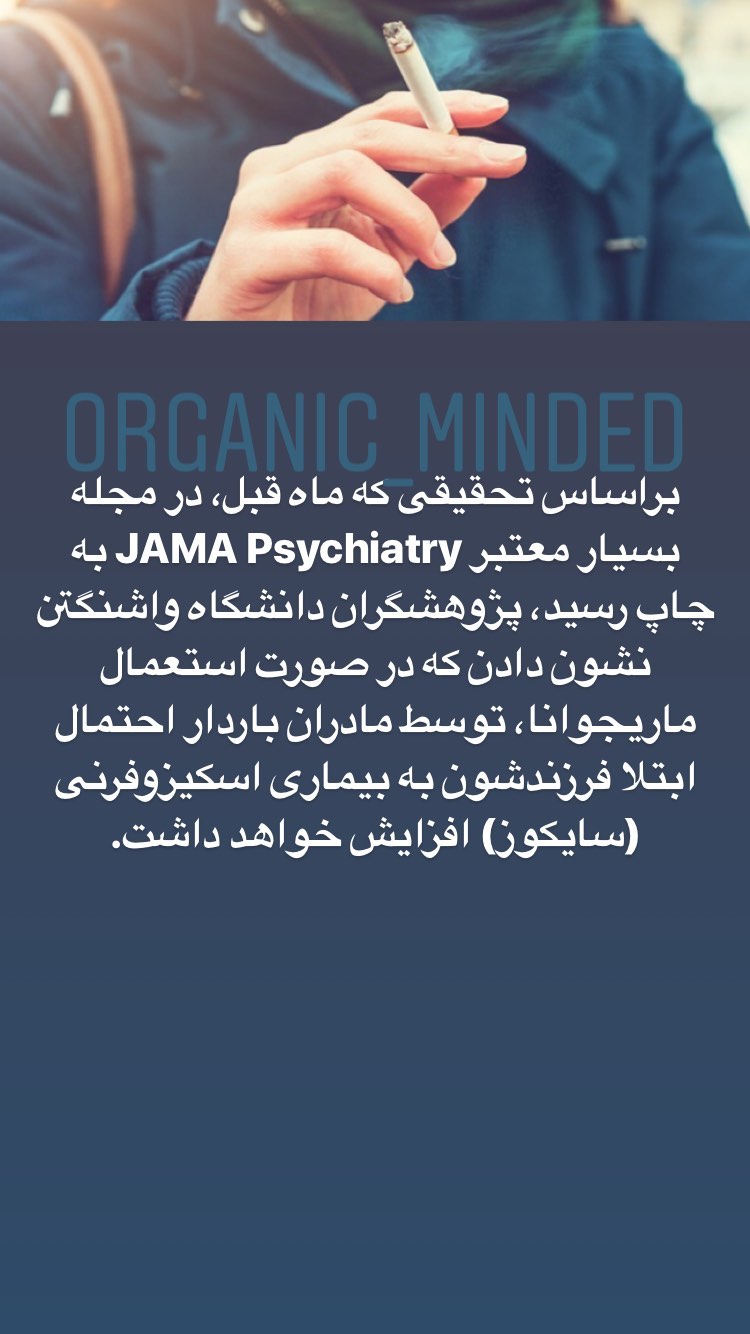 ORGANIC_MINDED
براساس تحقیقی که ماه قبل، در مجله
بسیار معتبر JAMA Psychiatry به
چاپ رسید، پژوهشگران دانشگاه واشنگتن
نشون دادن که در صورت استعمال
ماریجوانا، توسط مادران باردار احتمال
ابتلا فرزندشون به بیماری اسکیزوفرنی
(سایکوز) افزایش خواهد داشت.